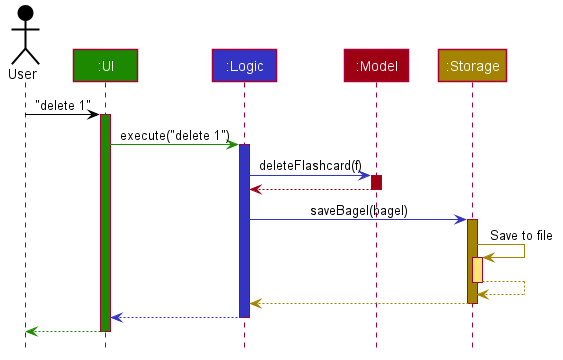 User
:UI
:Logic
:Model
:Storage
"delete 1"
execute("delete 1")
deleteFlashcard(f)
saveBagel(bagel)
Save to file